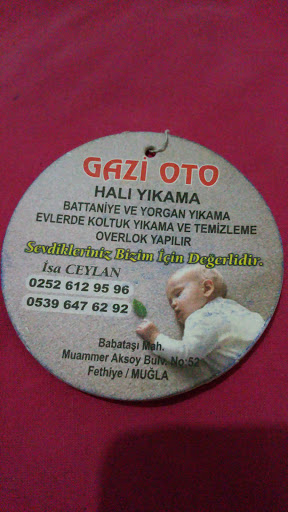 GAZİ OTO
HALI YIKAMA
BATTANİYE VE YORGAN YIKAMA
EVLERDE KOLTUK YIKAMA VE TEMİZLEME
OVERLOK YAPILIR
Sevdikleriniz Bizim İçin Değerlidir.
İsa CEYLAN
0252 612 95 96
0539 647 62 92
Babataşı Mah.
Muammer Aksoy Bulv. No:52
Fethiye / MUĞLA